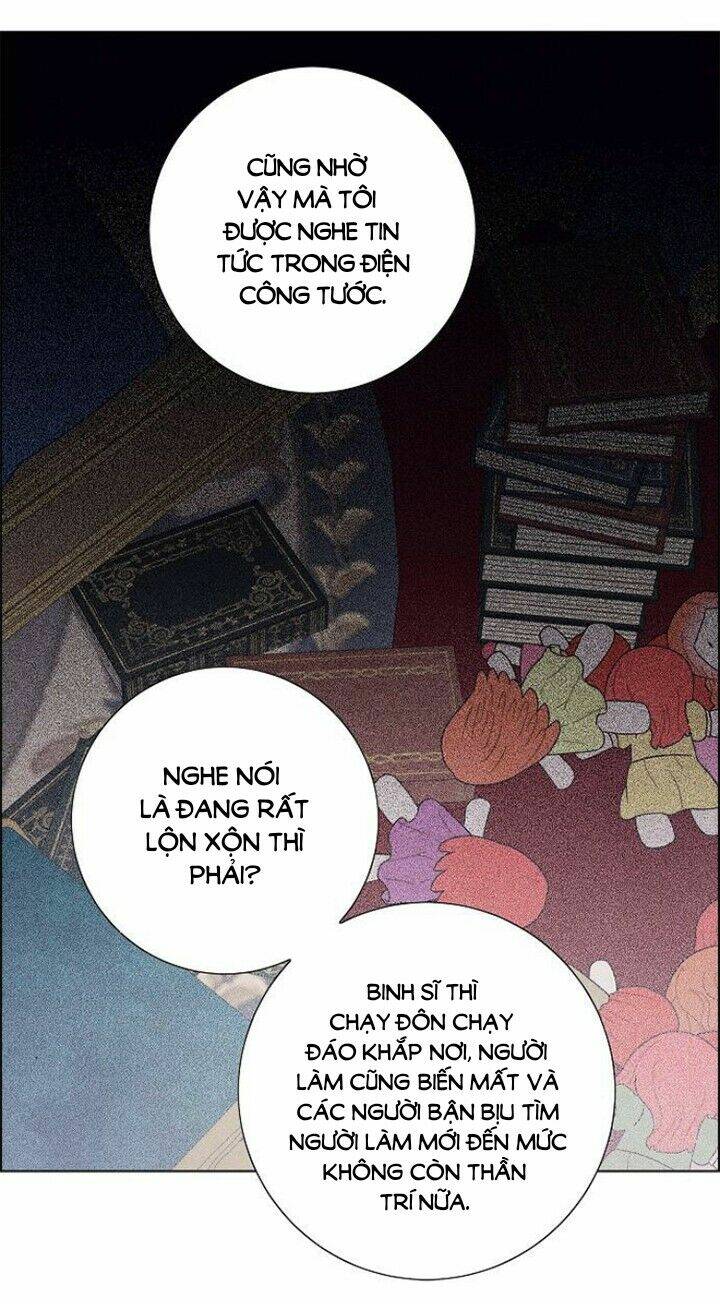 CŨNG NHỜ
VẬY MÀ TÔI
ĐƯỢC NGHE TIN
TỨC TRONG ĐIỆN
CÔNG TƯỚC.
NGHE NÓI
LÀ ĐANG RẤT
LỘN XỘN THÌ
PHẢI?
BINH SĨ THÌ
CHẠY ĐÔN CHẠY
ĐÁO KHẮP NƠI, NGƯỜI
LÀM CŨNG BIẾN MẤT VÀ
CÁC NGƯỜI BẬN BỊU TÌM
NGƯỜI LÀM MỚI ĐẾN MỨC
KHÔNG CÒN THẦN
TRÍ NỮA.